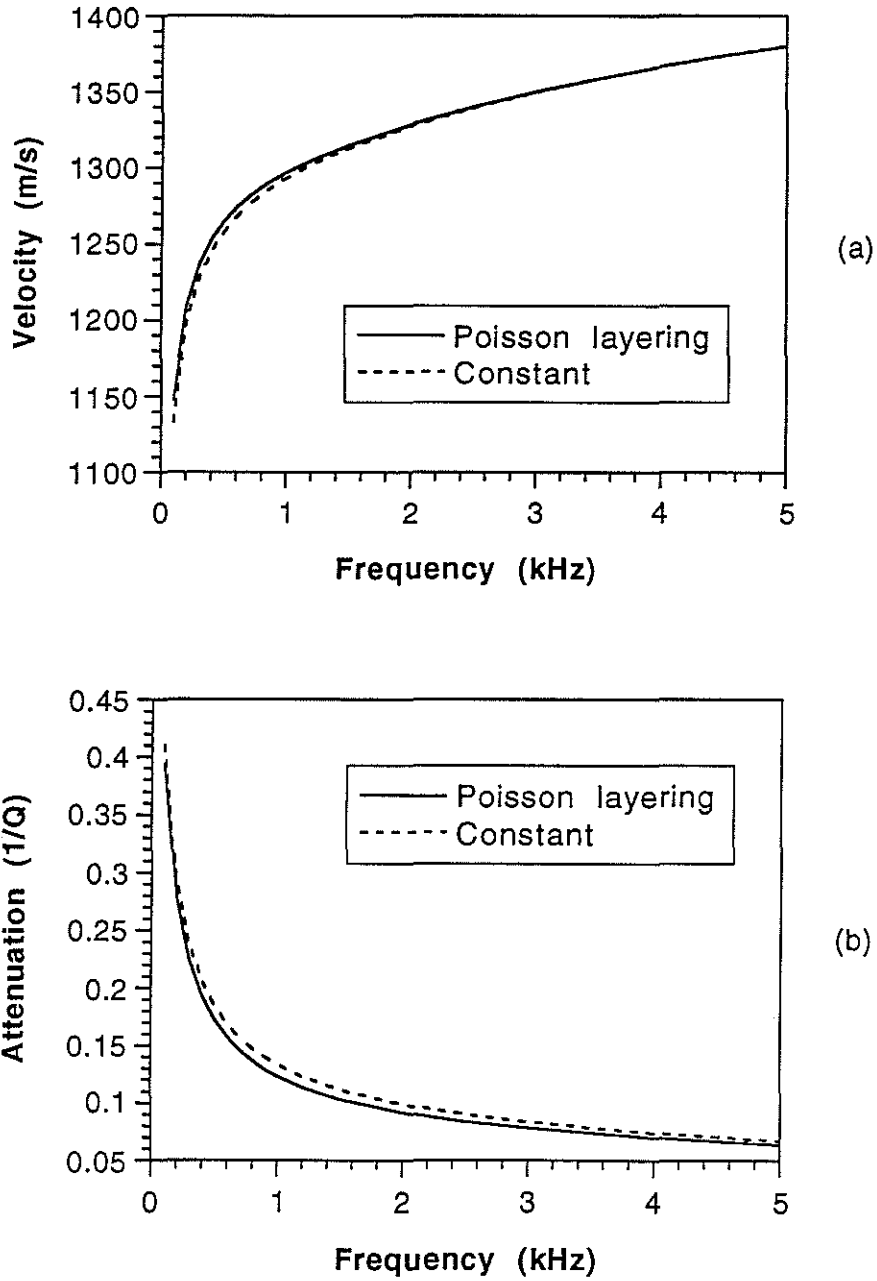 1400
1350
1300
1250
1200
1150
1100
Velocity (m/s)
Poisson layering
Constant
0 1 2 3 4 5
Frequency (kHz)
(a)
0.45
0.4
0.35
0.3
0.25
0.2
0.15
0.1
0.05
Attenuation (1/Q)
Poisson layering
Constant
0 1 2 3 4 5
Frequency (kHz)
(b)